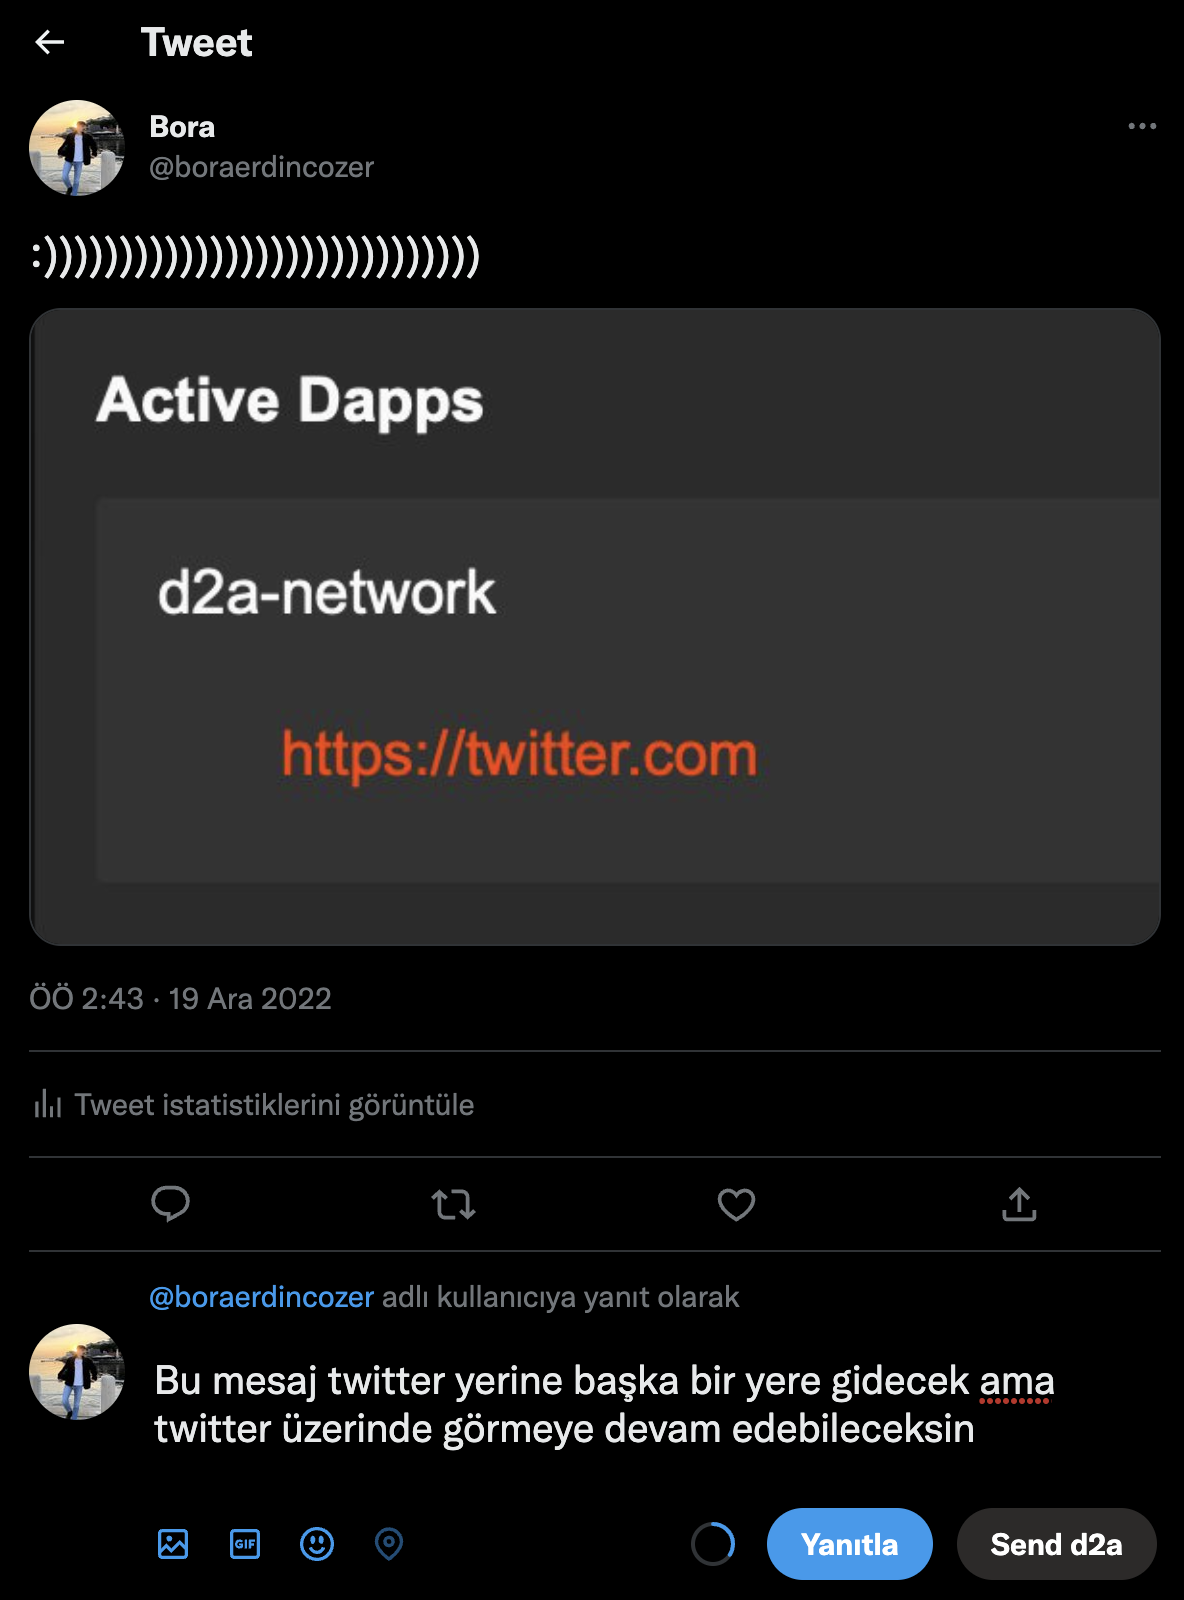 Tweet
Bora
@boraerdincozer
:)))))))))))))))))))))))))))))
Active Dapps
d2a-network
https://twitter.com
ÖÖ 2:43 · 19 Ara 2022
Tweet istatistiklerini görüntüle
@boraerdincozer adlı kullanıcıya yanıt olarak
Bu mesaj twitter yerine başka bir yere gidecek ama
twitter üzerinde görmeye devam edebileceksin
GIF
Yanıtla
Send d2a